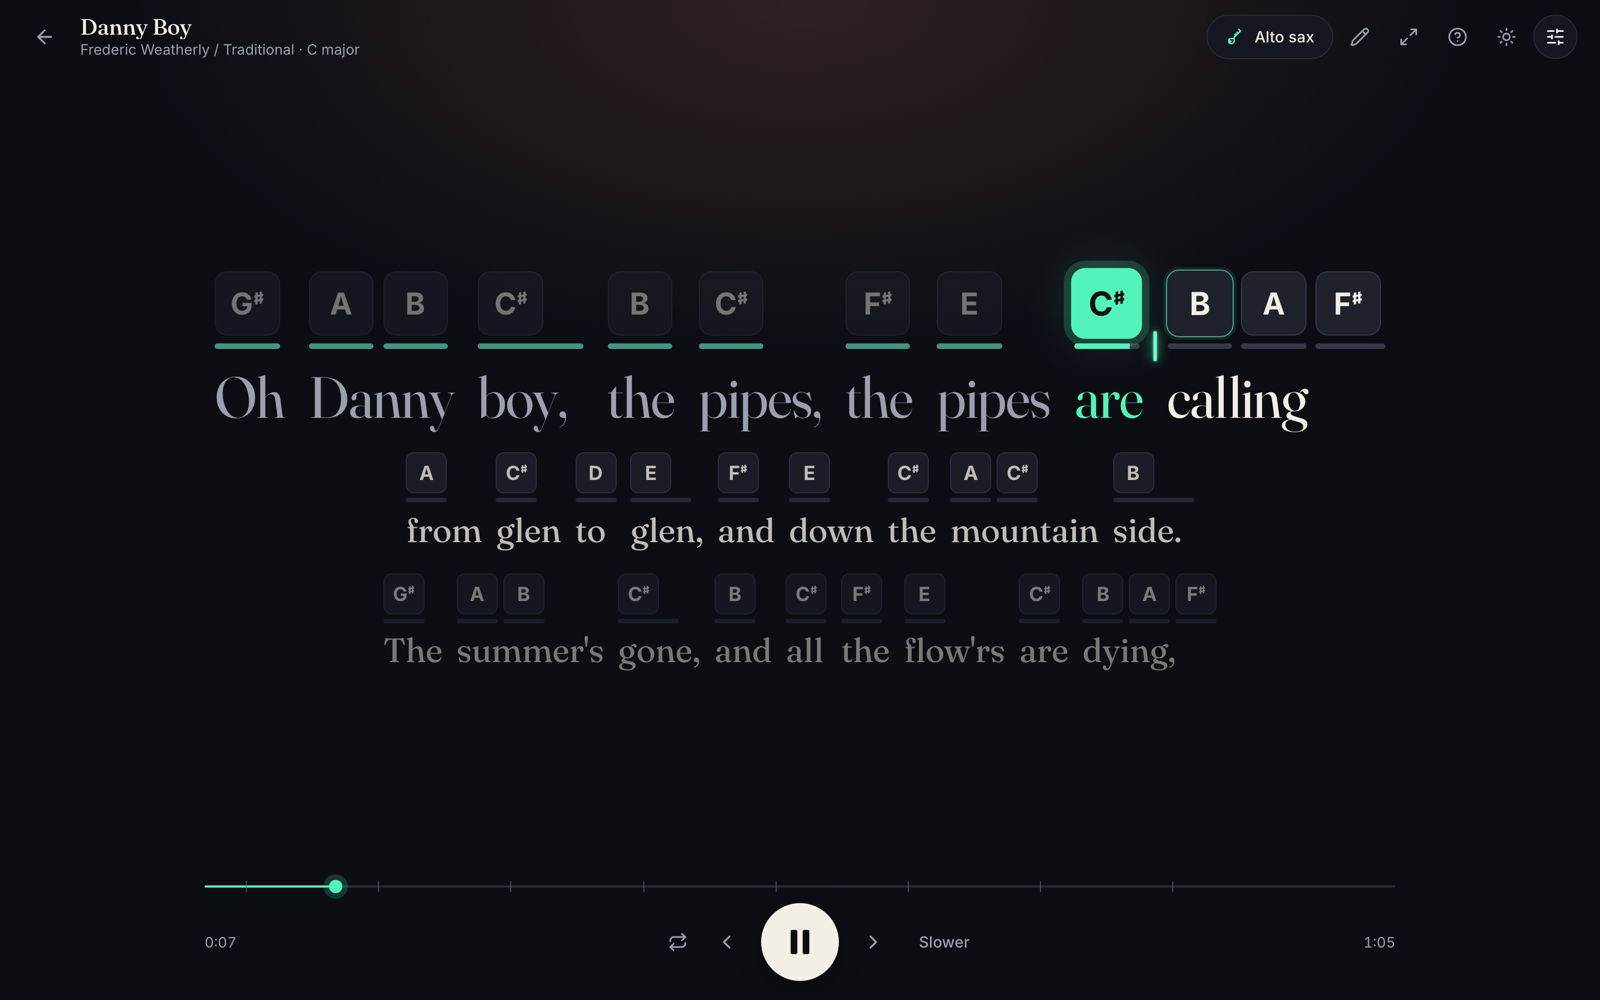 Danny Boy
Frederic Weatherly / Traditional · C major
Alto sax
G# A B C# B C# F# E C# B A F#
Oh Danny boy, the pipes, the pipes are calling
A C# D E F# E C# A C# B
from glen to glen, and down the mountain side.
G# A B C# B C# F# E C# B A F#
The summer's gone, and all the flow'rs are dying,
0:07
Slower
1:05